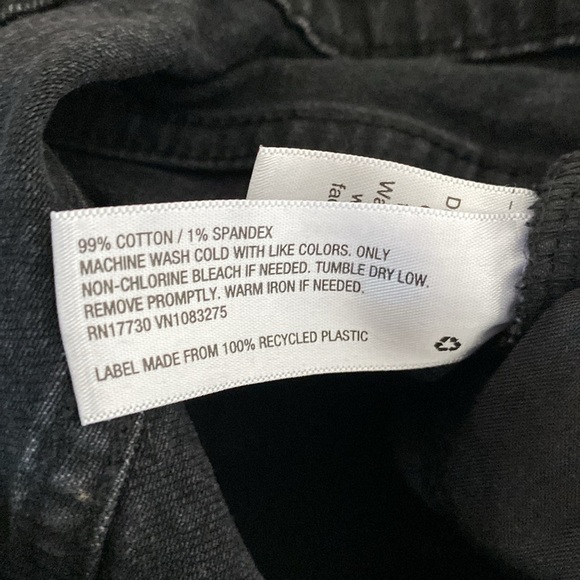 99% COTTON / 1% SPANDEX
MACHINE WASH COLD WITH LIKE COLORS. ONLY
NON-CHLORINE BLEACH IF NEEDED. TUMBLE DRY LOW.
REMOVE PROMPTLY. WARM IRON IF NEEDED.
RN17730 VN1083275
LABEL MADE FROM 100% RECYCLED PLASTIC